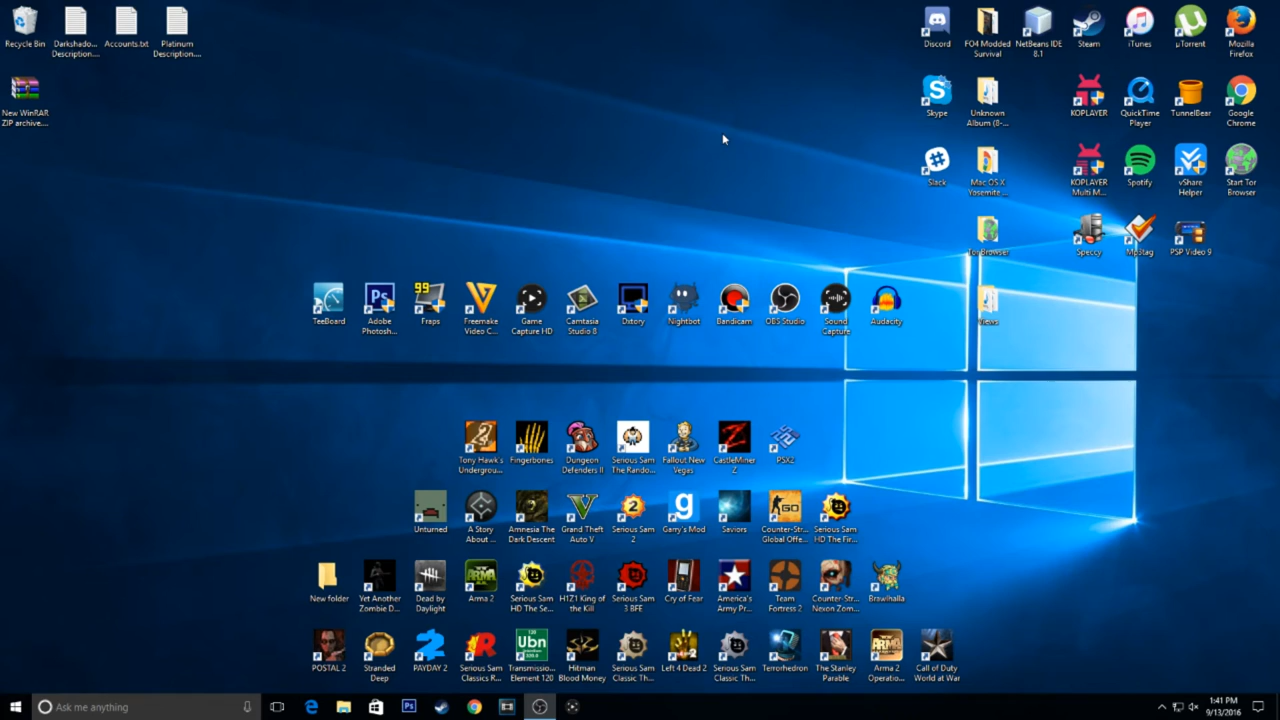 Recycle Bin
Darkshado...
Description....
Accounts.txt
Platinum
Description....
Discord
FO4 Modded
Survival
NetBeans IDE
8.1
Steam
iTunes
µTorrent
Mozilla
Firefox
New WinRAR
ZIP archive....
Skype
Unknown
Album (8-...
KOPLAYER
QuickTime
Player
TunnelBear
Google
Chrome
Slack
Mac OS X
Yosemite ...
KOPLAYER
Multi M...
Spotify
vShare
Helper
Start Tor
Browser
Tor Browser
Speccy
Mp3tag
PSP Video 9
TeeBoard
Adobe
Photosh...
99
Fraps
Freemake
Video C...
Game
Capture HD
Camtasia
Studio 8
Dxtory
Nightbot
Bandicam
OBS Studio
Sound
Capture
Audacity
Views
Tony Hawk's
Undergrou...
Fingerbones
Dungeon
Defenders II
Serious Sam
The Rando...
Fallout New
Vegas
CastleMiner
Z
PSX2
Unturned
A Story
About ...
Amnesia The
Dark Descent
Grand Theft
Auto V
Serious Sam
2
Garry's Mod
Saviors
Counter-Str...
Global Offe...
Serious Sam
HD The Fir...
New folder
Yet Another
Zombie D...
Dead by
Daylight
Arma 2
Serious Sam
HD The Se...
H1Z1 King of
the Kill
Serious Sam
3 BFE
Cry of Fear
America's
Army Pr...
Team
Fortress 2
Counter-Str...
Nexon Zom...
Brawlhalla
POSTAL 2
Stranded
Deep
PAYDAY 2
Serious Sam
Classics R...
Ubn
Transmissio...
Element 120
Hitman
Blood Money
Serious Sam
Classic Th...
Left 4 Dead 2
Serious Sam
Classic Th...
Terrorhedron
The Stanley
Parable
Arma 2
Operatio...
Call of Duty
World at War
Ask me anything
1:41 PM
9/13/2016